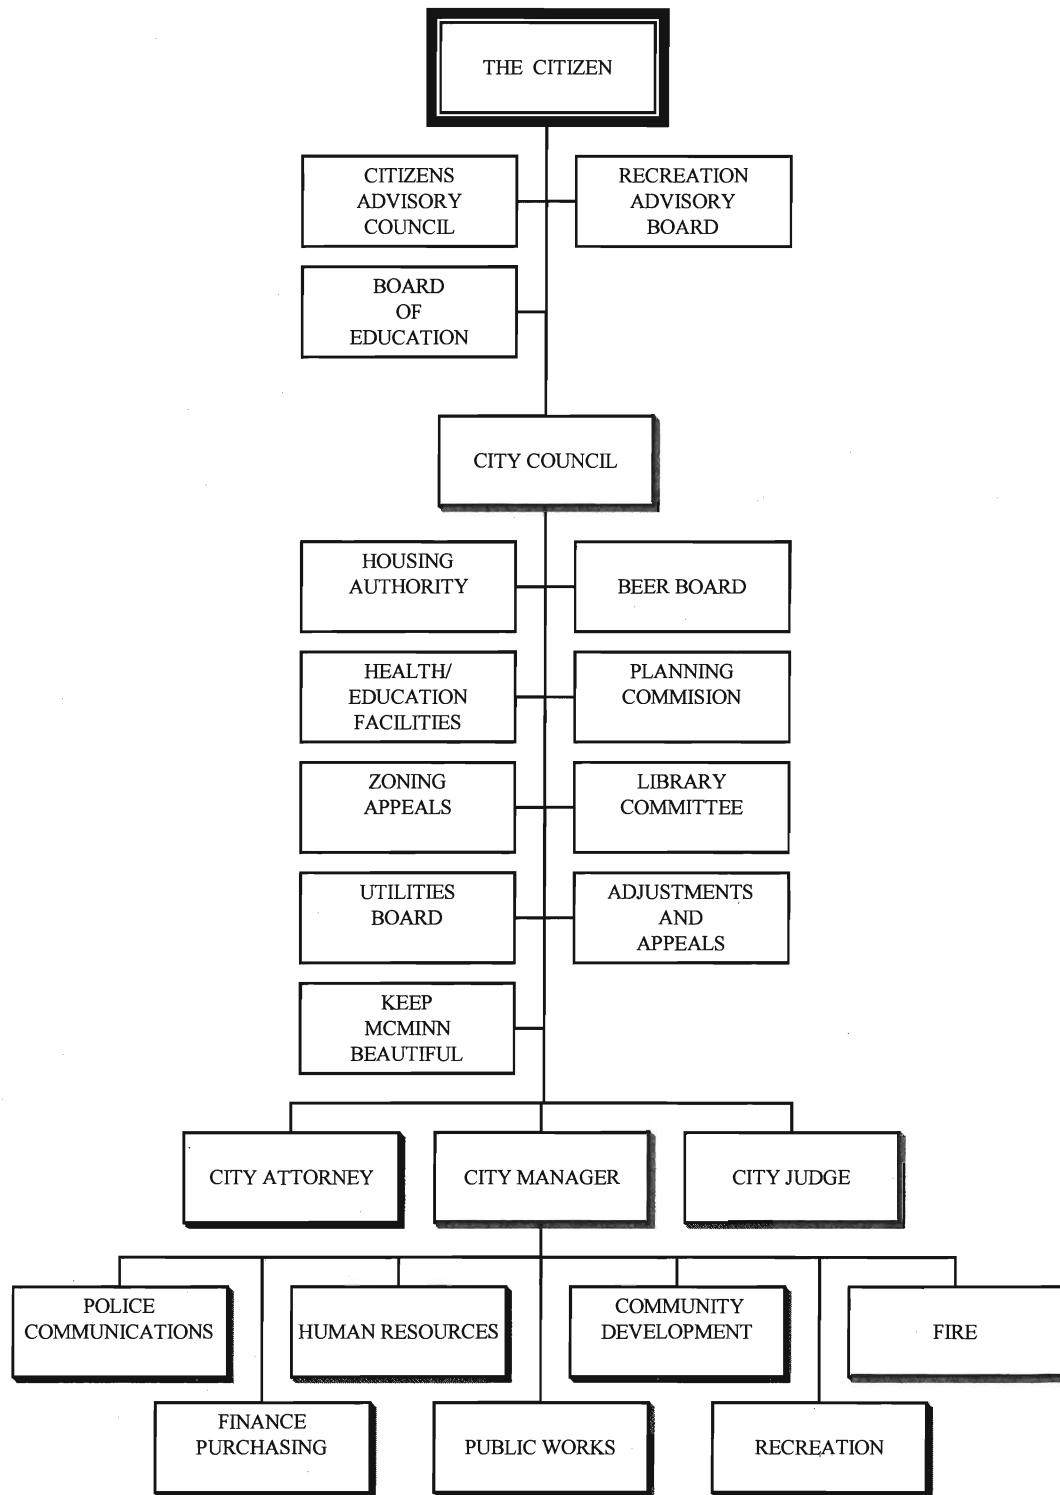 THE CITIZEN
CITIZENS
ADVISORY
COUNCIL
RECREATION
ADVISORY
BOARD
BOARD
OF
EDUCATION
CITY COUNCIL
HOUSING
AUTHORITY
BEER BOARD
HEALTH/
EDUCATION
FACILITIES
PLANNING
COMMISION
ZONING
APPEALS
LIBRARY
COMMITTEE
UTILITIES
BOARD
ADJUSTMENTS
AND
APPEALS
KEEP
MCMINN
BEAUTIFUL
CITY ATTORNEY
CITY MANAGER
CITY JUDGE
POLICE
COMMUNICATIONS
HUMAN RESOURCES
COMMUNITY
DEVELOPMENT
FIRE
FINANCE
PURCHASING
PUBLIC WORKS
RECREATION